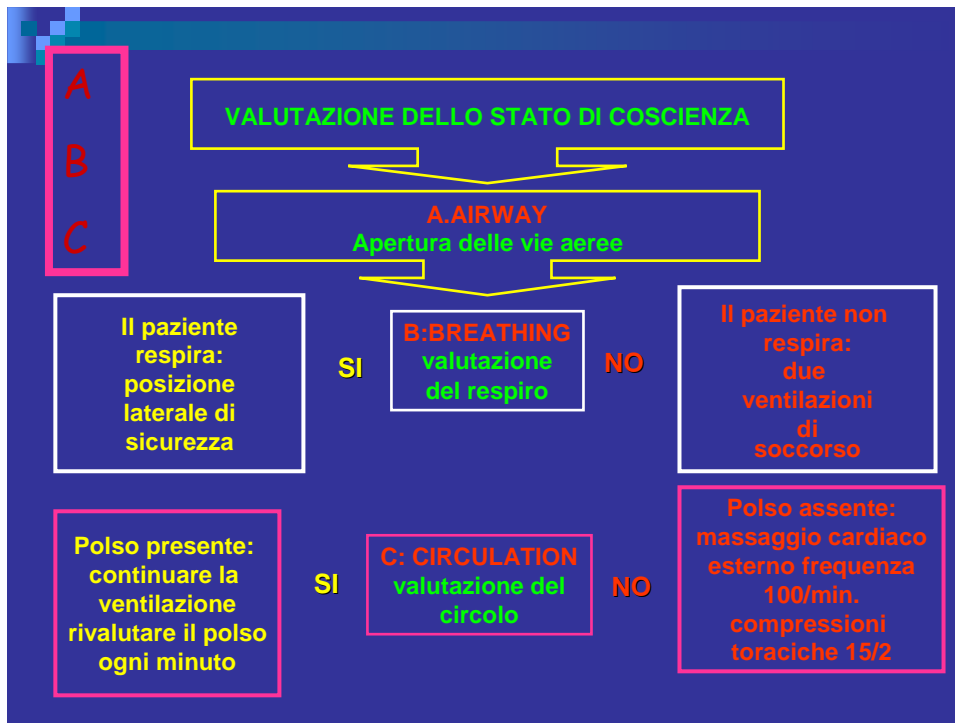 A
B
C
VALUTAZIONE DELLO STATO DI COSCIENZA
A.AIRWAY
Apertura delle vie aeree
Il paziente
respira:
posizione
laterale di
sicurezza
SI
B:BREATHING
valutazione
del respiro
NO
Il paziente non
respira:
due
ventilazioni
di
soccorso
Polso presente:
continuare la
ventilazione
rivalutare il polso
ogni minuto
SI
C: CIRCULATION
valutazione del
circolo
NO
Polso assente:
massaggio cardiaco
esterno frequenza
100/min.
compressioni
toraciche 15/2